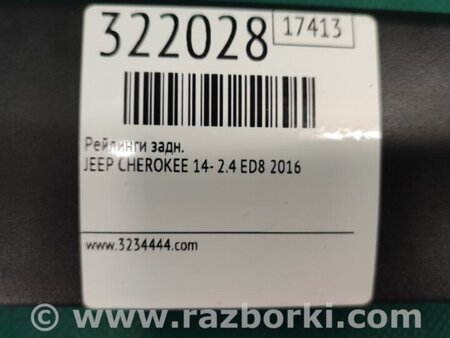 322028
17413
Рейлинги задн.
JEEP CHEROKEE 14- 2.4 ED8 2016
www.3234444.com
© www.razborki.com